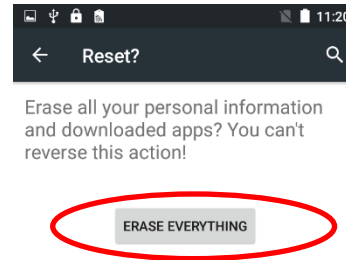 11:20
Reset?
Erase all your personal information
and downloaded apps? You can't
reverse this action!
ERASE EVERYTHING